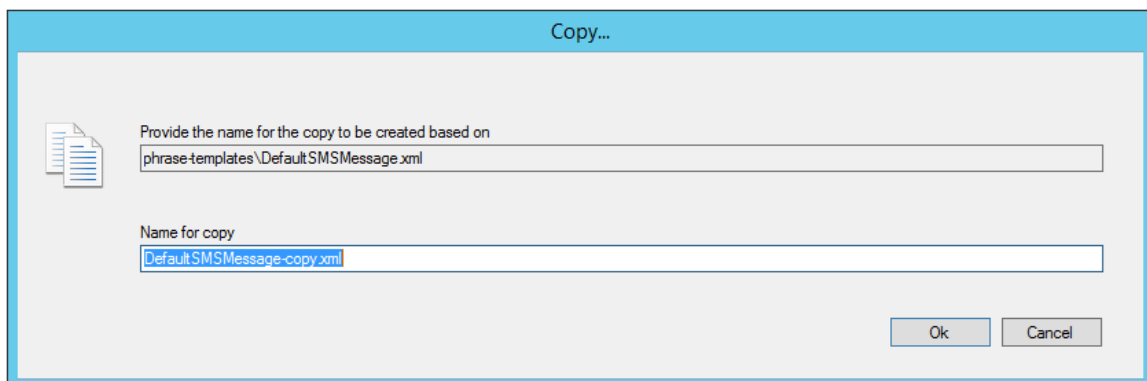 Copy...
Provide the name for the copy to be created based on
phrase-templates\DefaultSMSMessage.xml
Name for copy
DefaultSMSMessage-copy.xml
Ok
Cancel